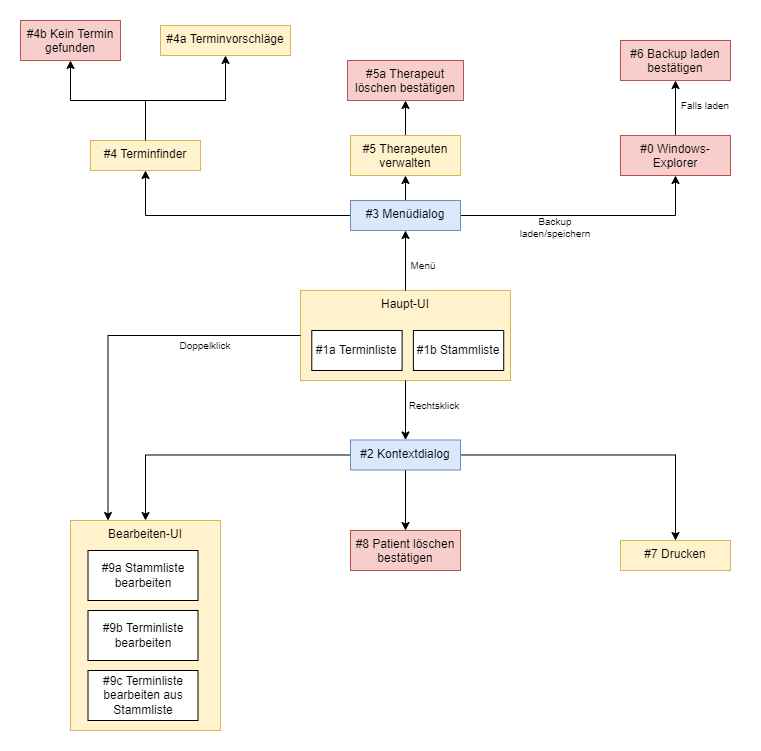 #4b Kein Termin
gefunden
#4a Terminvorschläge
#5a Therapeut
löschen bestätigen
#6 Backup laden
bestätigen
Falls laden
#4 Terminfinder
#5 Therapeuten
verwalten
#0 Windows-
Explorer
#3 Menüdialog
Backup
laden/speichern
Menü
Haupt-UI
#1a Terminliste
#1b Stammliste
Doppelklick
Rechtsklick
#2 Kontextdialog
Bearbeiten-UI
#9a Stammliste
bearbeiten
#9b Terminliste
bearbeiten
#9c Terminliste
bearbeiten aus
Stammliste
#8 Patient löschen
bestätigen
#7 Drucken